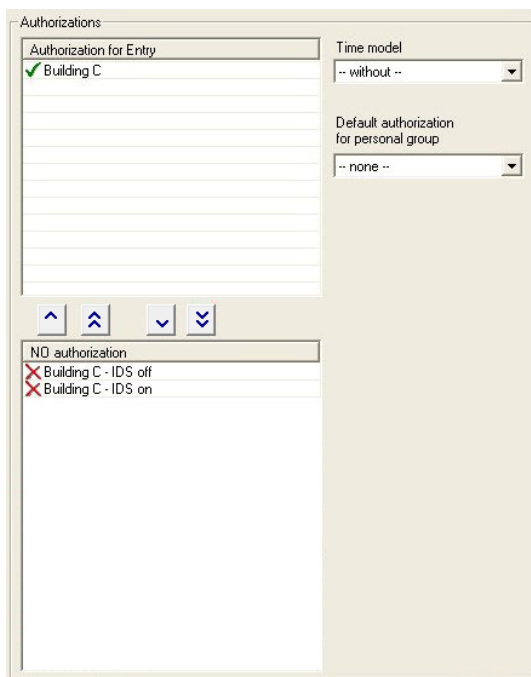 Authorizations
Authorization for Entry
Building C
Time model
-- without --
Default authorization
for personal group
-- none --
NO authorization
Building C - IDS off
Building C - IDS on